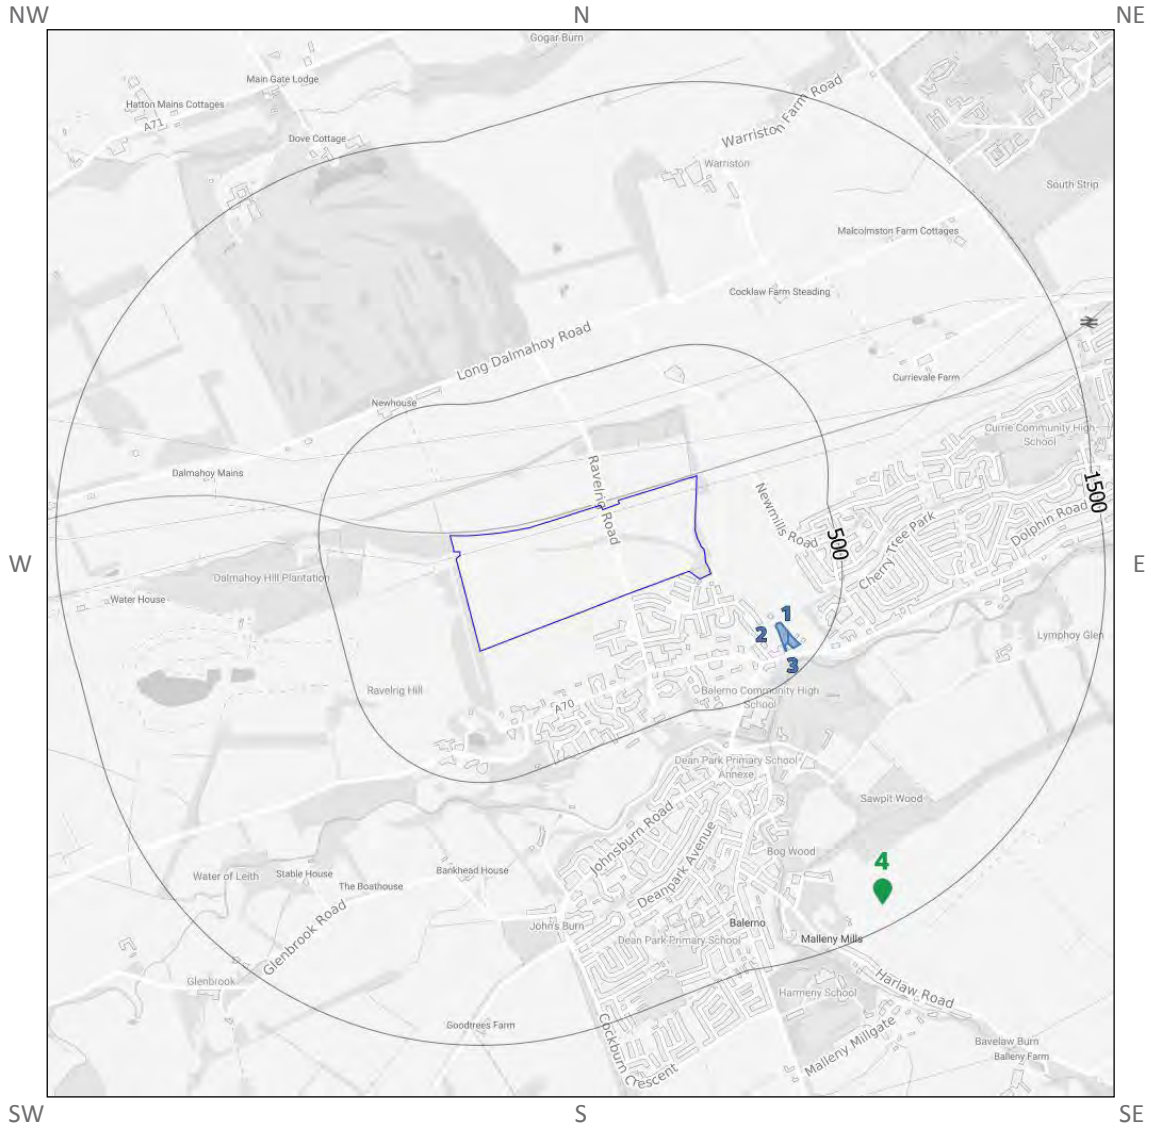 NW
N
NE
Gogar Burn
Main Gate Lodge
Hatton Mains Cottages
A71
Dove Cottage
Warriston Farm Road
Warriston
South Strip
Malcolmston Farm Cottages
Cocklaw Farm Steading
Long Dalmahoy Road
Currievale Farm
Newhouse
Currie Community High
School
Dalmahoy Mains
Ravelrig Road
Newmills Road
1500
Dolphin Road
500
Cherry Tree Park
W
E
Dalmahoy Hill Plantation
Water House
1
2
3
Lymphoy Glen
Ravelrig Hill
Balerno Community High
School
A70
Dean Park Primary School
Annexe
Sawpit Wood
Johnsburn Road
Deanpark Avenue
Bog Wood
4
Water of Leith
Stable House
Bankhead House
The Boathouse
Glenbrook Road
John's Burn
Balerno
Dean Park Primary School
Malleny Mills
Glenbrook
Harmeny School
Harlaw Road
Goodtrees Farm
Cockburn Crescent
Malleny Millgate
Bavelaw Burn
Balleny Farm
SW
S
SE